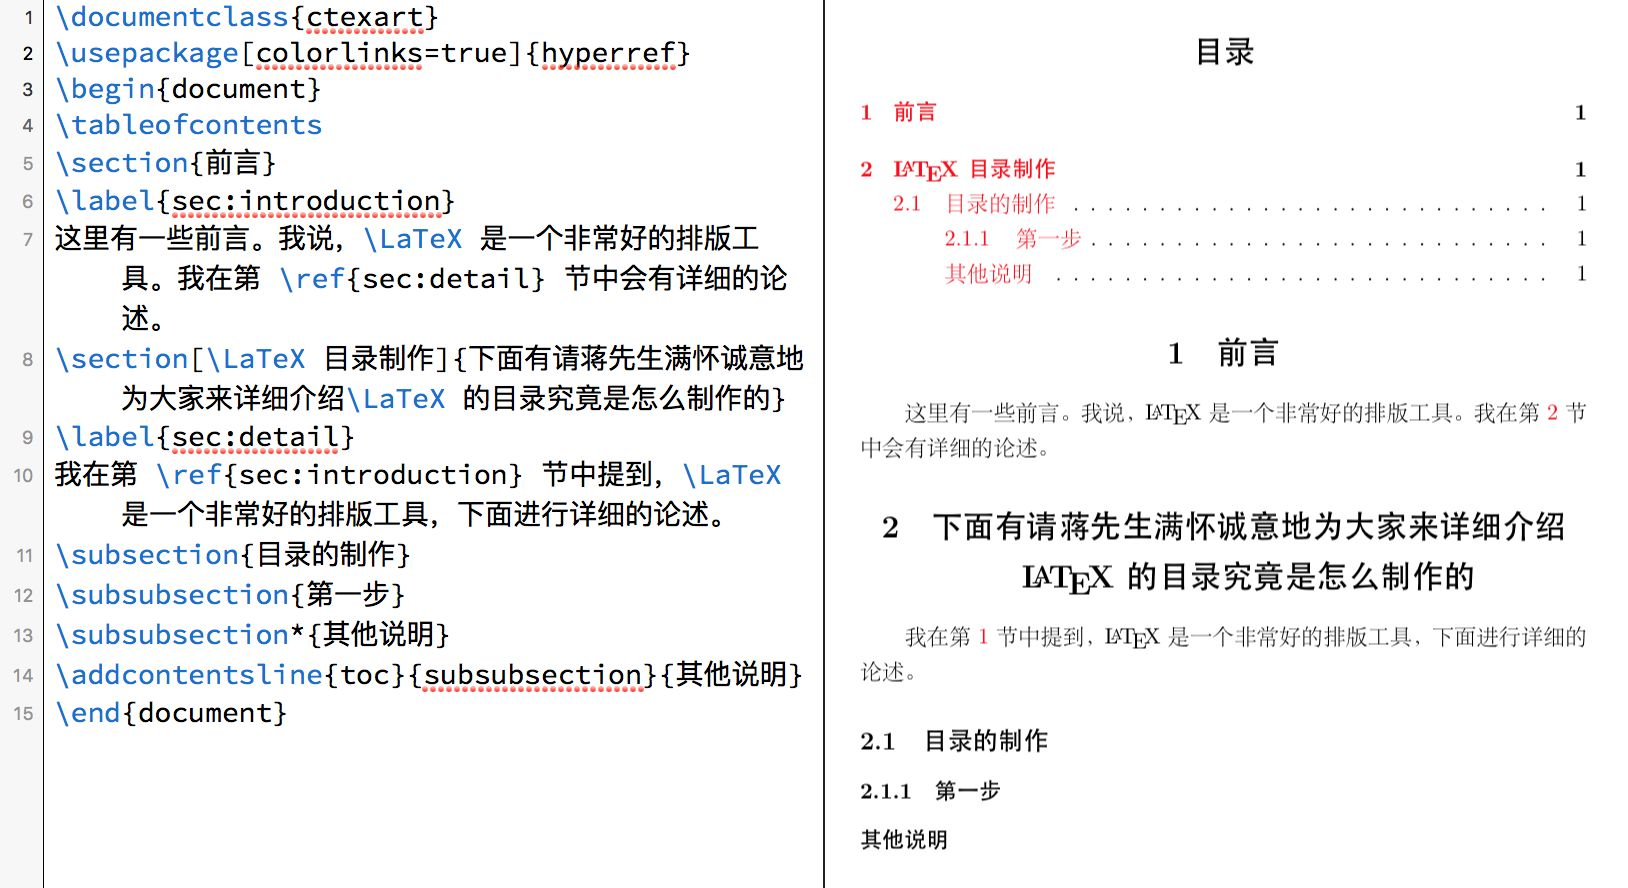 1 \documentclass{ctexart}
2 \usepackage[colorlinks=true]{hyperref}
3 \begin{document}
4 \tableofcontents
5 \section{前言}
6 \label{sec:introduction}
7 这里有一些前言。我说，\LaTeX 是一个非常好的排版工
具。我在第 \ref{sec:detail} 节中会有详细的论
述。
8 \section[\LaTeX 目录制作]{下面有请蒋先生满怀诚意地
为大家来详细介绍\LaTeX 的目录究竟是怎么制作的}
9 \label{sec:detail}
10 我在第 \ref{sec:introduction} 节中提到，\LaTeX
是一个非常好的排版工具，下面进行详细的论述。
11 \subsection{目录的制作}
12 \subsubsection{第一步}
13 \subsubsection*{其他说明}
14 \addcontentsline{toc}{subsubsection}{其他说明}
15 \end{document}
目录
1 前言 1
2 LATEX 目录制作 1
2.1 目录的制作 . . . . . . . . . . . . . . . . . . . . . . . . . . . 1
2.1.1 第一步 . . . . . . . . . . . . . . . . . . . . . . . . . . 1
其他说明 . . . . . . . . . . . . . . . . . . . . . . . . . . . . 1
1 前言
这里有一些前言。我说，LATEX 是一个非常好的排版工具。我在第 2 节
中会有详细的论述。
2 下面有请蒋先生满怀诚意地为大家来详细介绍
LATEX 的目录究竟是怎么制作的
我在第 1 节中提到，LATEX 是一个非常好的排版工具，下面进行详细的
论述。
2.1 目录的制作
2.1.1 第一步
其他说明